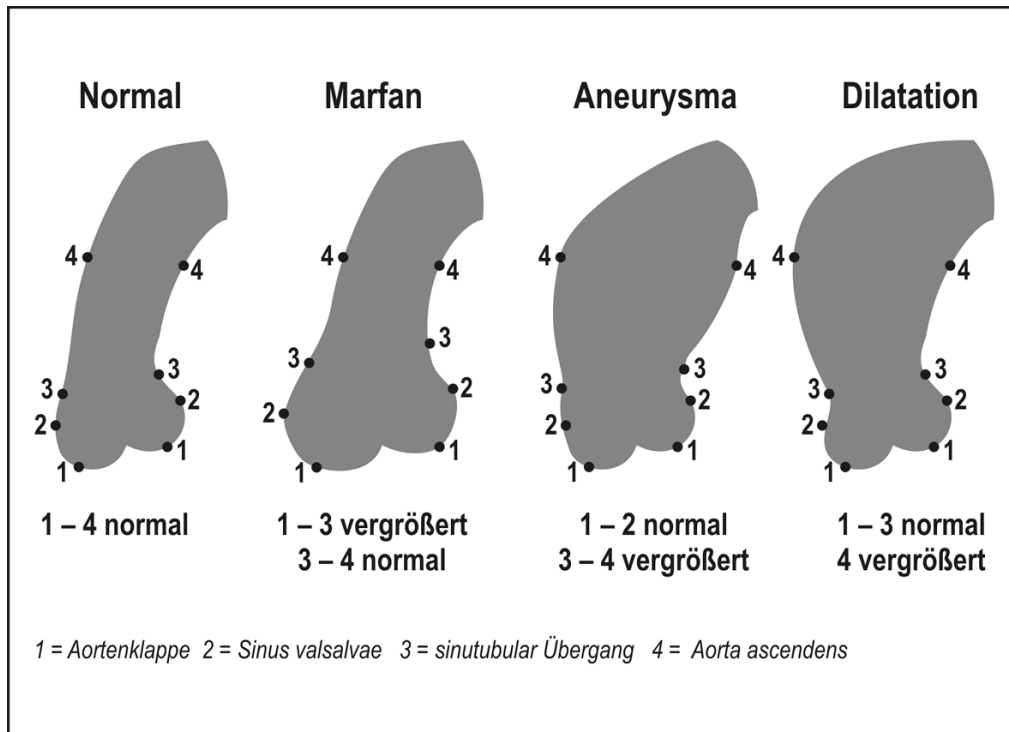 Normal
Marfan
Aneurysma
Dilatation
4
4
3
3
2
2
1
1
4
4
3
3
2
2
1
1
4
4
3
3
2
2
1
1
4
4
3
3
2
2
1
1
1 – 4 normal
1 – 3 vergrößert
3 – 4 normal
1 – 2 normal
3 – 4 vergrößert
1 – 3 normal
4 vergrößert
1 = Aortenklappe 2 = Sinus valsalvae 3 = sinutubular Übergang 4 = Aorta ascendens